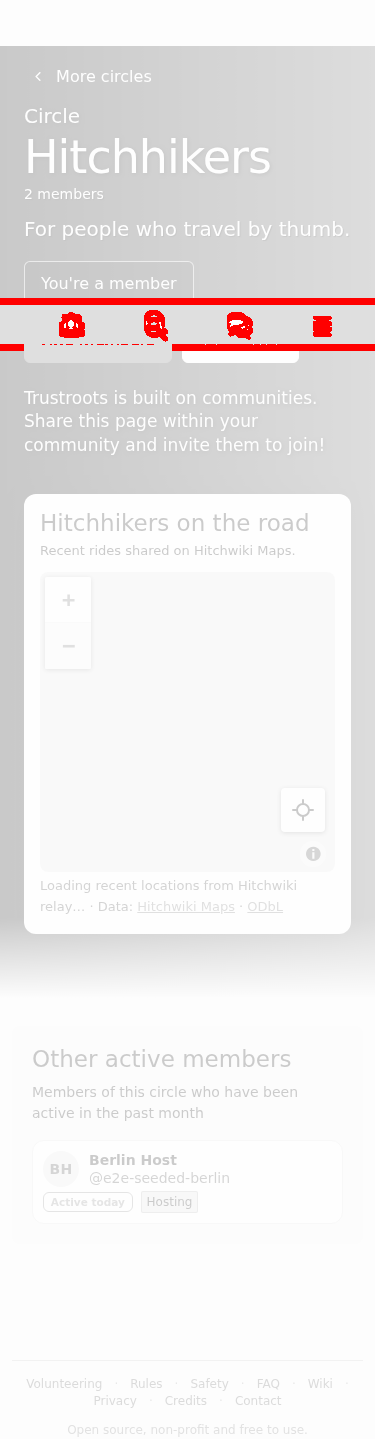 More circles
Circle
Hitchhikers
2 members
For people who travel by thumb.
You're a member
Trustroots is built on communities.
Share this page within your
community and invite them to join!
Hitchhikers on the road
Recent rides shared on Hitchwiki Maps.
+
−
Loading recent locations from Hitchwiki
relay… · Data: Hitchwiki Maps · ODbL
Other active members
Members of this circle who have been
active in the past month
BH
Berlin Host
@e2e-seeded-berlin
Active today Hosting
Volunteering · Rules · Safety · FAQ · Wiki ·
Privacy · Credits · Contact
Open source, non-profit and free to use.